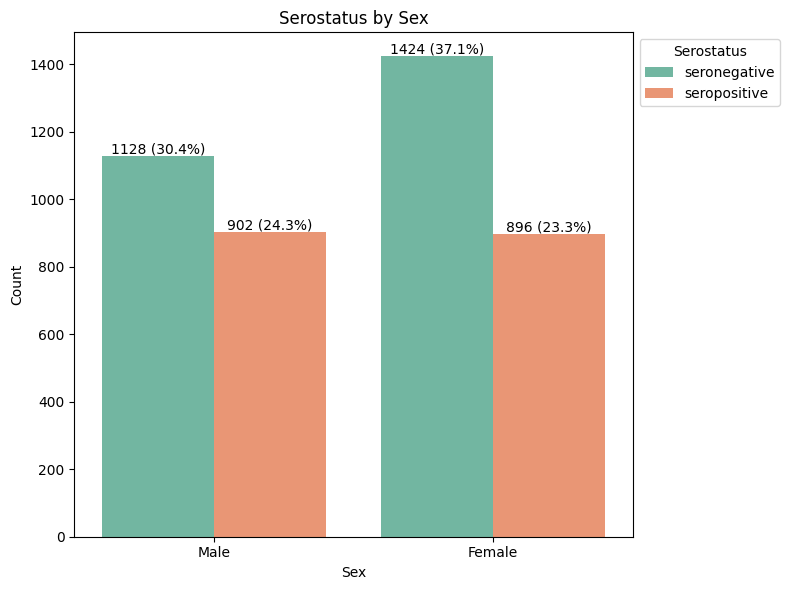 Serostatus by Sex
1424 (37.1%)
1128 (30.4%)
902 (24.3%)
896 (23.3%)
Serostatus
seronegative
seropositive
Count
1400
1200
1000
800
600
400
200
0
Male
Female
Sex